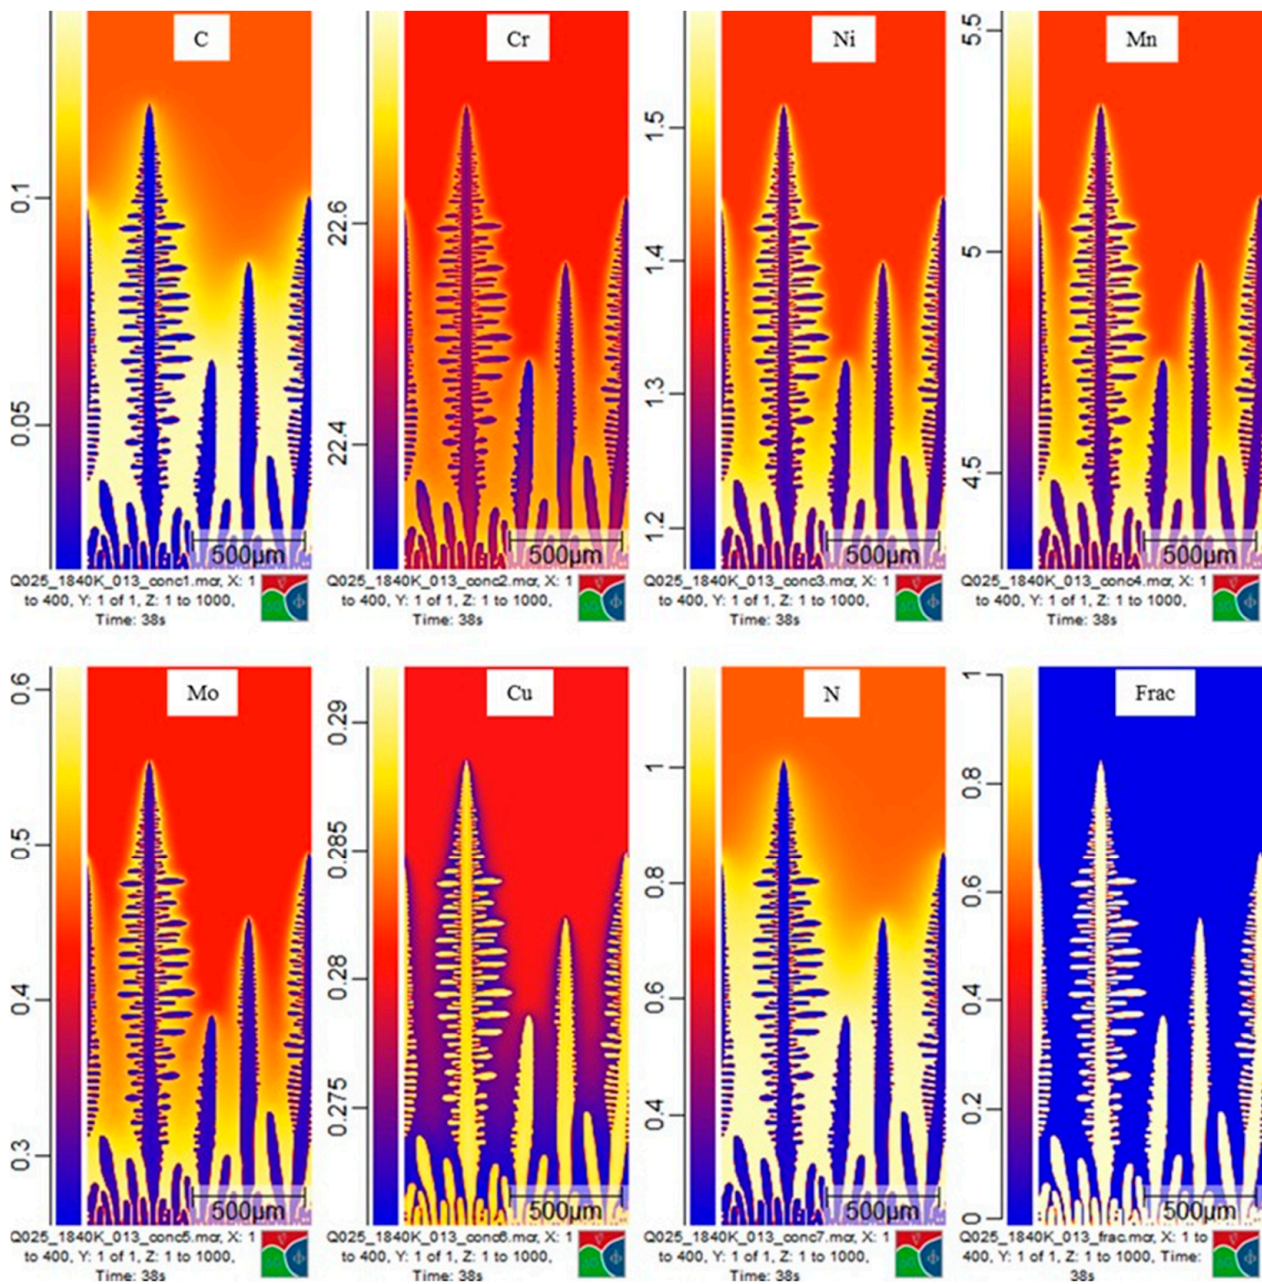 C
0.1
0.05
500µm
Q025_1840K_013_conc1.mcr, X: 1
to 400, Y: 1 of 1, Z: 1 to 1000,
Time: 38s
Cr
22.6
22.4
500µm
Q025_1840K_013_conc2.mcr, X: 1
to 400, Y: 1 of 1, Z: 1 to 1000,
Time: 38s
Ni
1.5
1.4
1.3
1.2
500µm
Q025_1840K_013_conc3.mcr, X: 1
to 400, Y: 1 of 1, Z: 1 to 1000,
Time: 38s
Mn
5.5
5
4.5
500µm
Q025_1840K_013_conc4.mcr, X: 1
to 400, Y: 1 of 1, Z: 1 to 1000,
Time: 38s
Mo
0.6
0.5
0.4
0.3
500µm
Q025_1840K_013_conc5.mcr, X: 1
to 400, Y: 1 of 1, Z: 1 to 1000,
Time: 38s
Cu
0.29
0.285
0.28
0.275
500µm
Q025_1840K_013_conc6.mcr, X: 1
to 400, Y: 1 of 1, Z: 1 to 1000,
Time: 38s
N
1
0.8
0.6
0.4
500µm
Q025_1840K_013_conc7.mcr, X: 1
to 400, Y: 1 of 1, Z: 1 to 1000,
Time: 38s
Frac
1
0.8
0.6
0.4
0.2
0
500µm
Q025_1840K_013_frac.mcr, X: 1 to
400, Y: 1 of 1, Z: 1 to 1000, Time:
38s